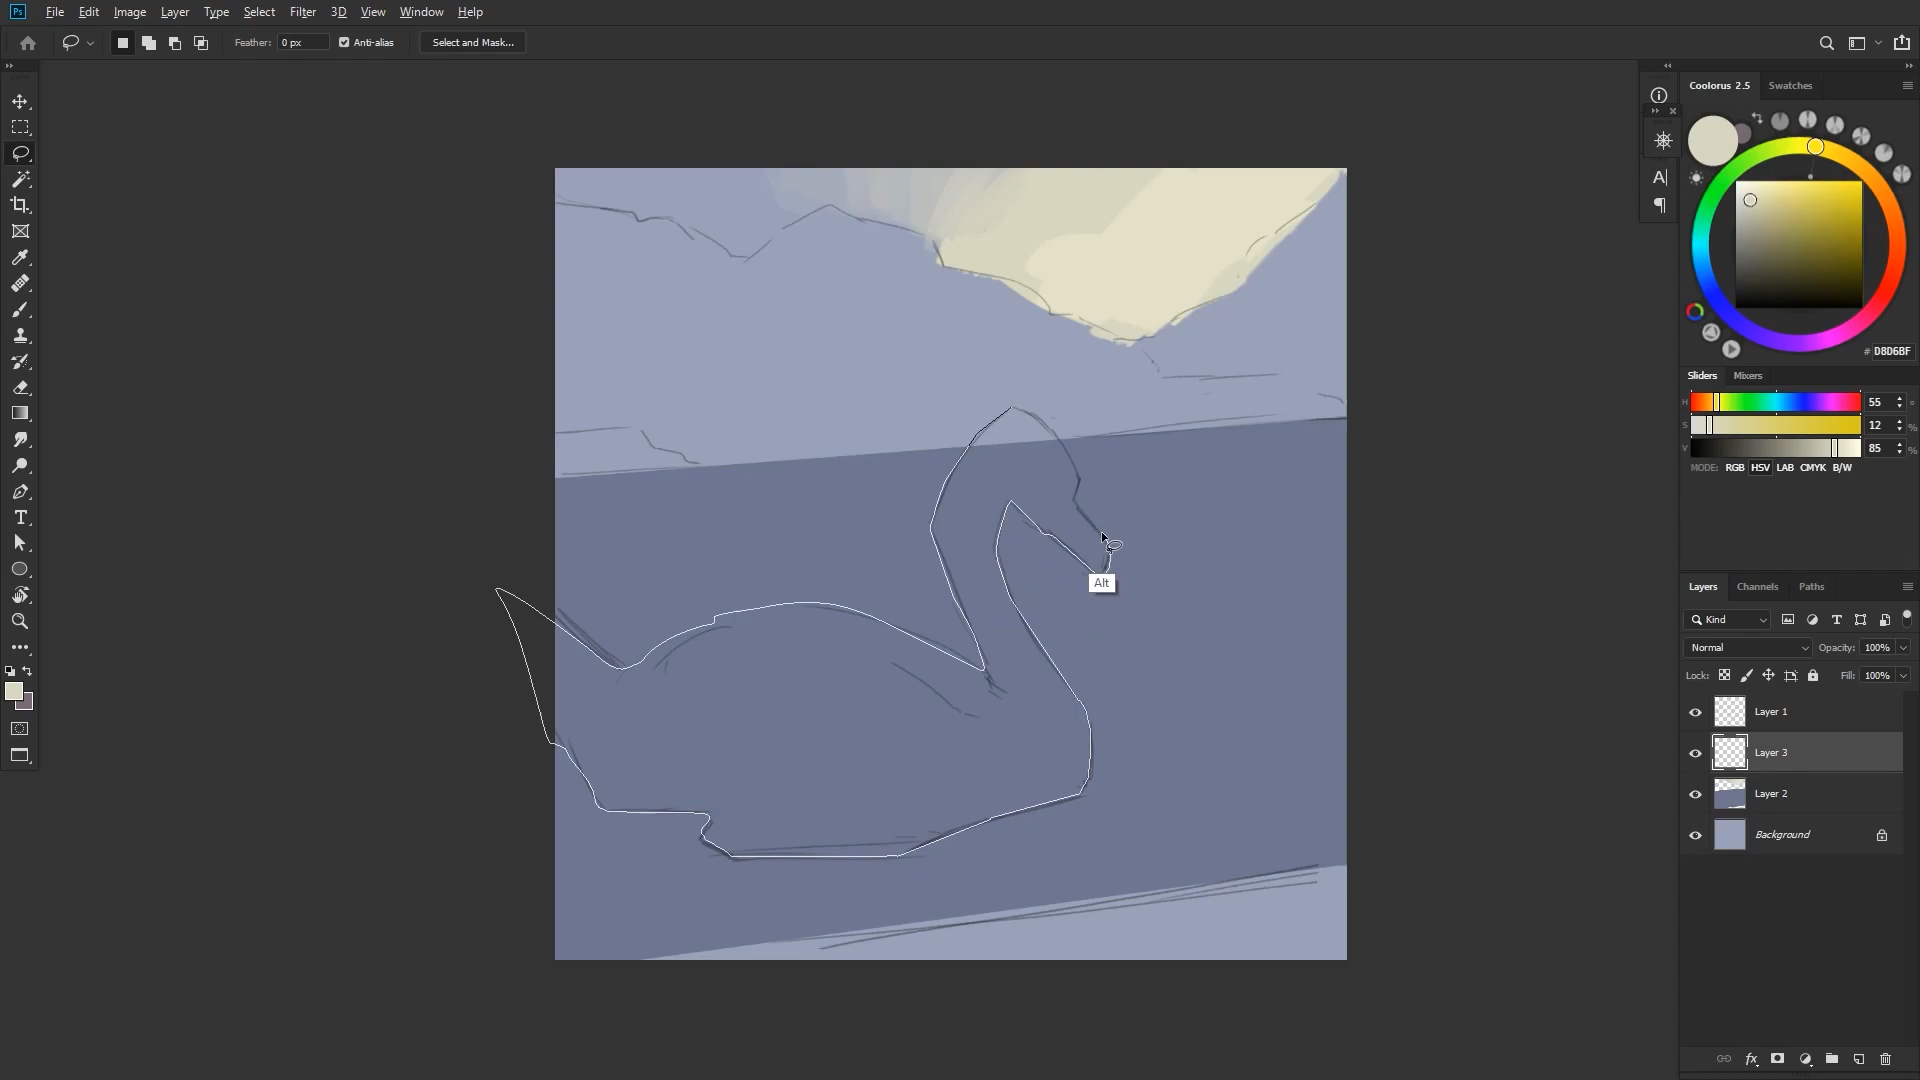 Ps File Edit Image Layer Type Select Filter 3D View Window Help
Feather: 0 px Anti-alias Select and Mask...
Coolorus 2.5 Swatches
A|
¶
# D8D6BF
Sliders Mixers
H 55 °
S 12 %
V 85 %
MODE: RGB HSV LAB CMYK B/W
Alt
T
Layers Channels Paths
Kind T
Normal Opacity: 100%
Lock: Fill: 100%
Layer 1
Layer 3
Layer 2
Background
fx